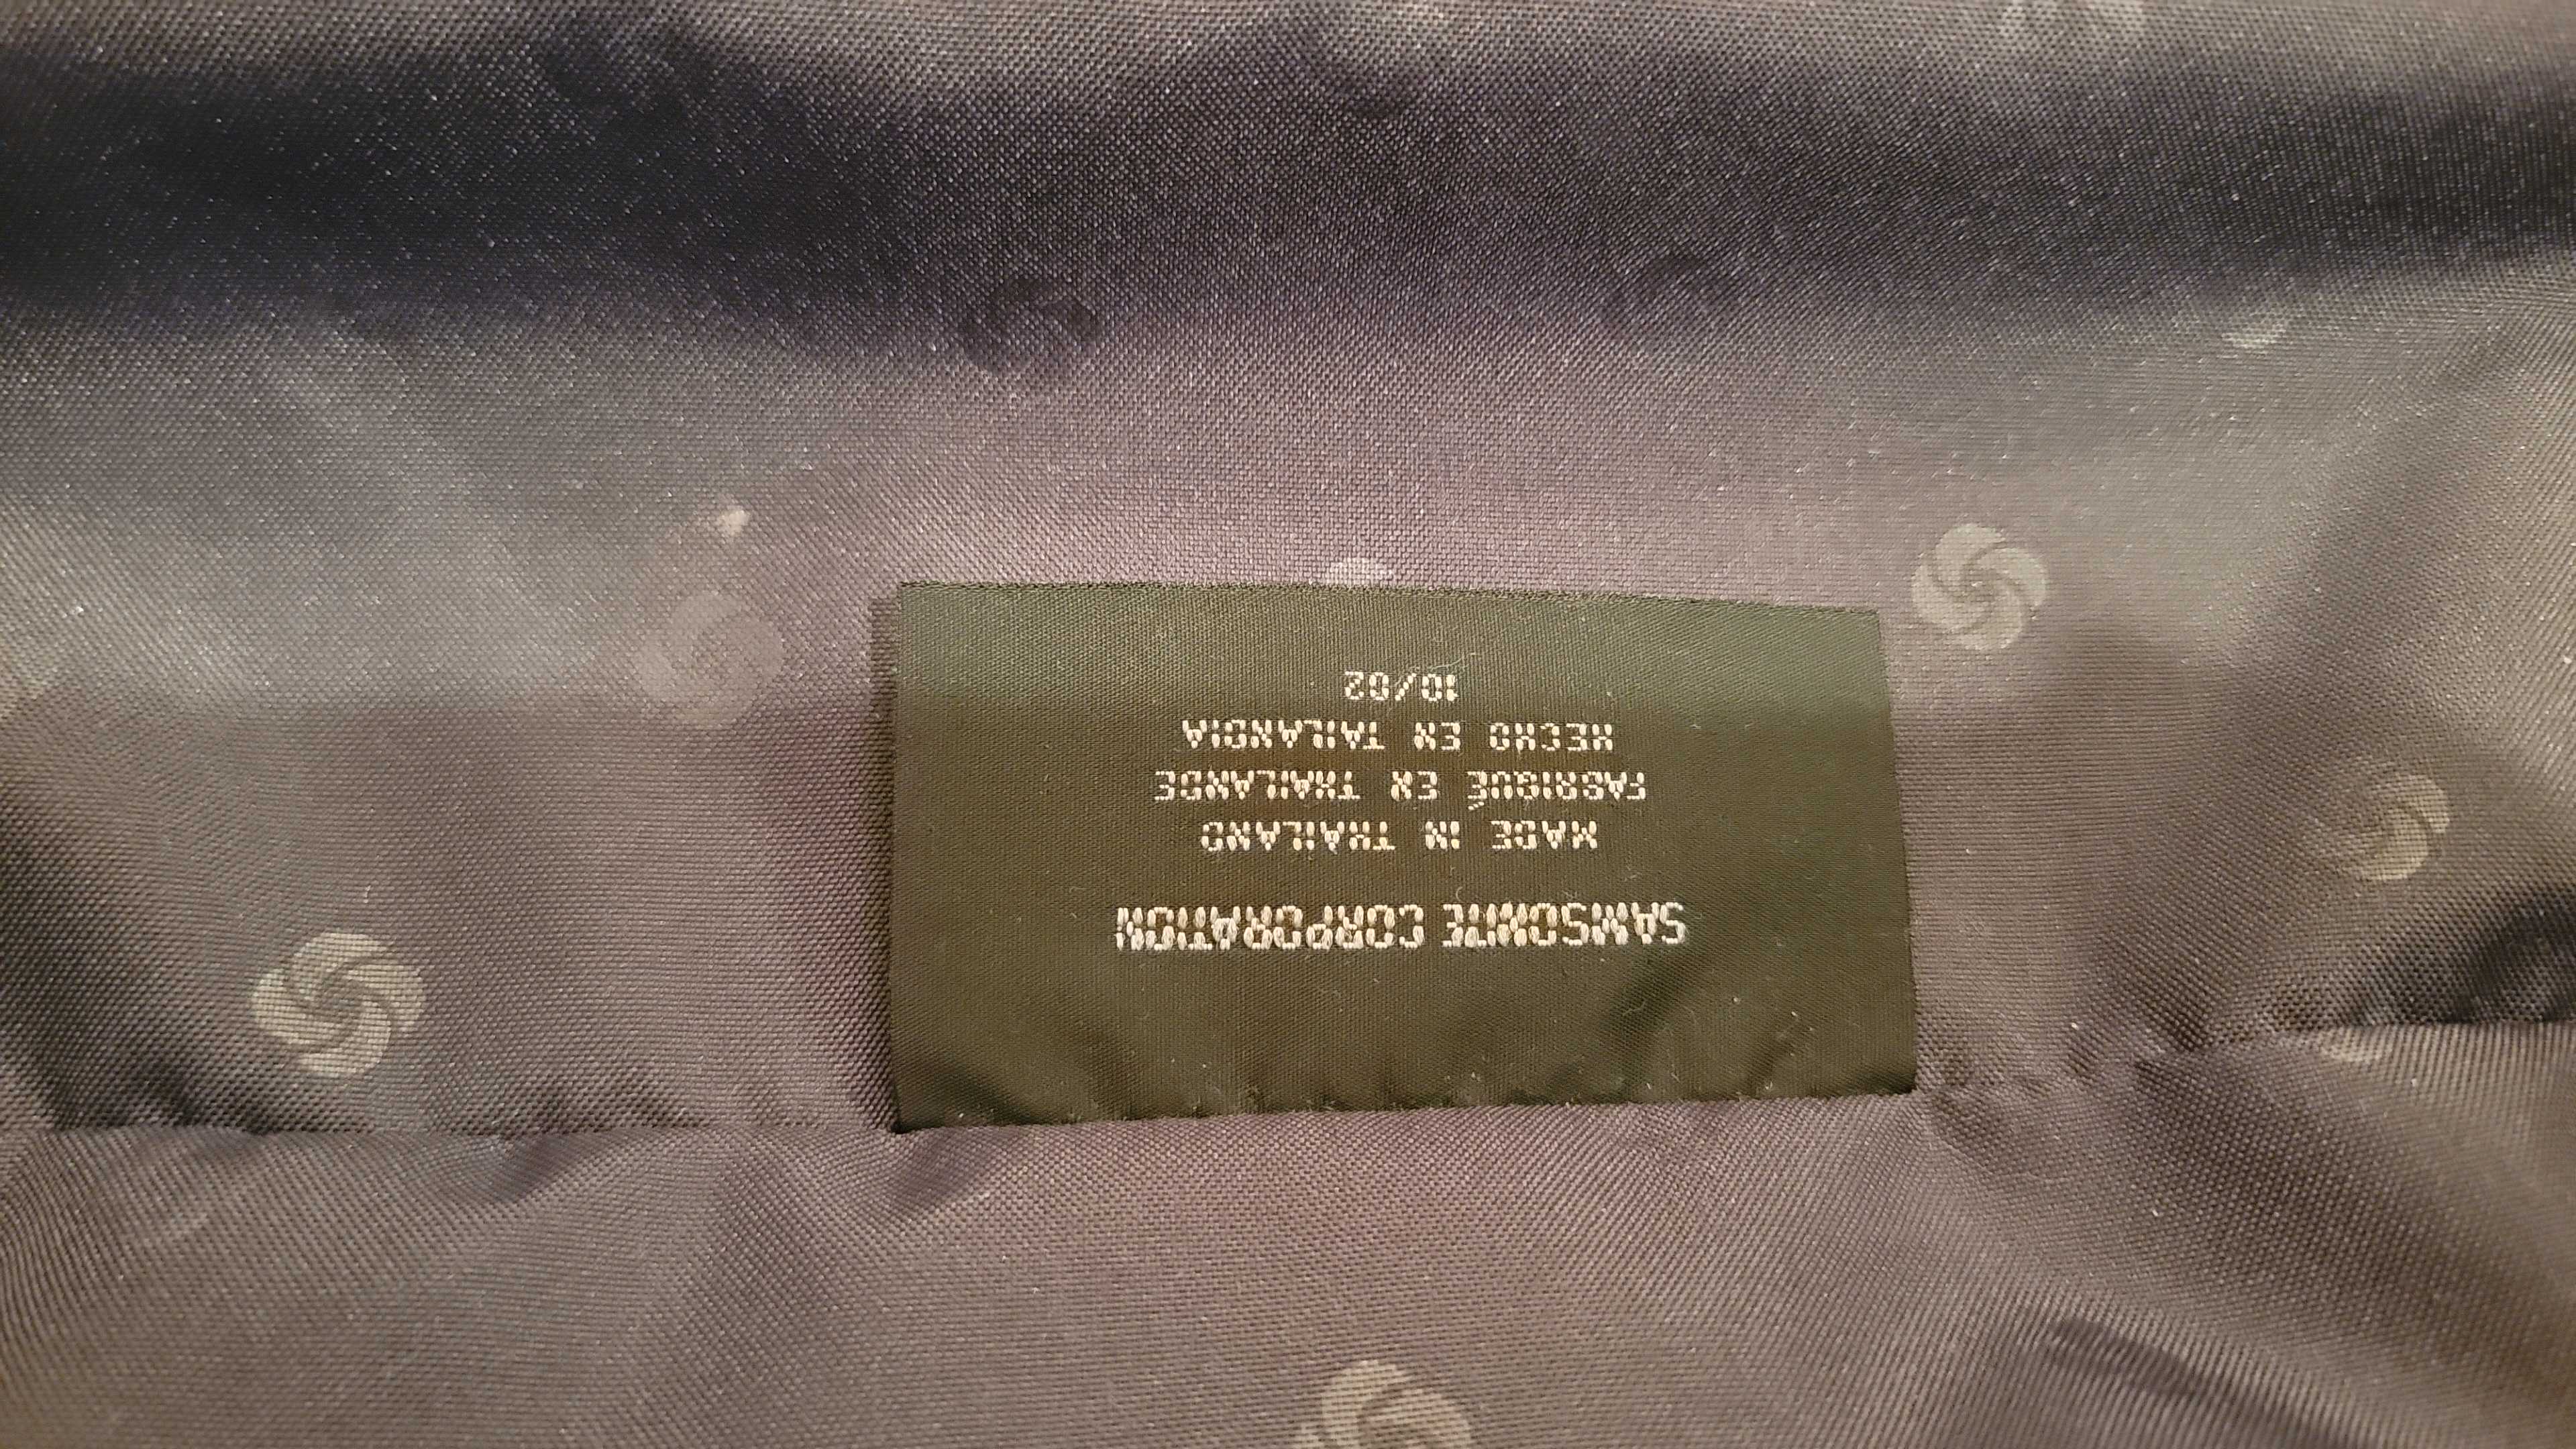 SAMSONITE CORPORATION
MADE IN THAILAND
FABRIQUÉ EN THAILANDE
HECHO EN TAILANDIA
10/02